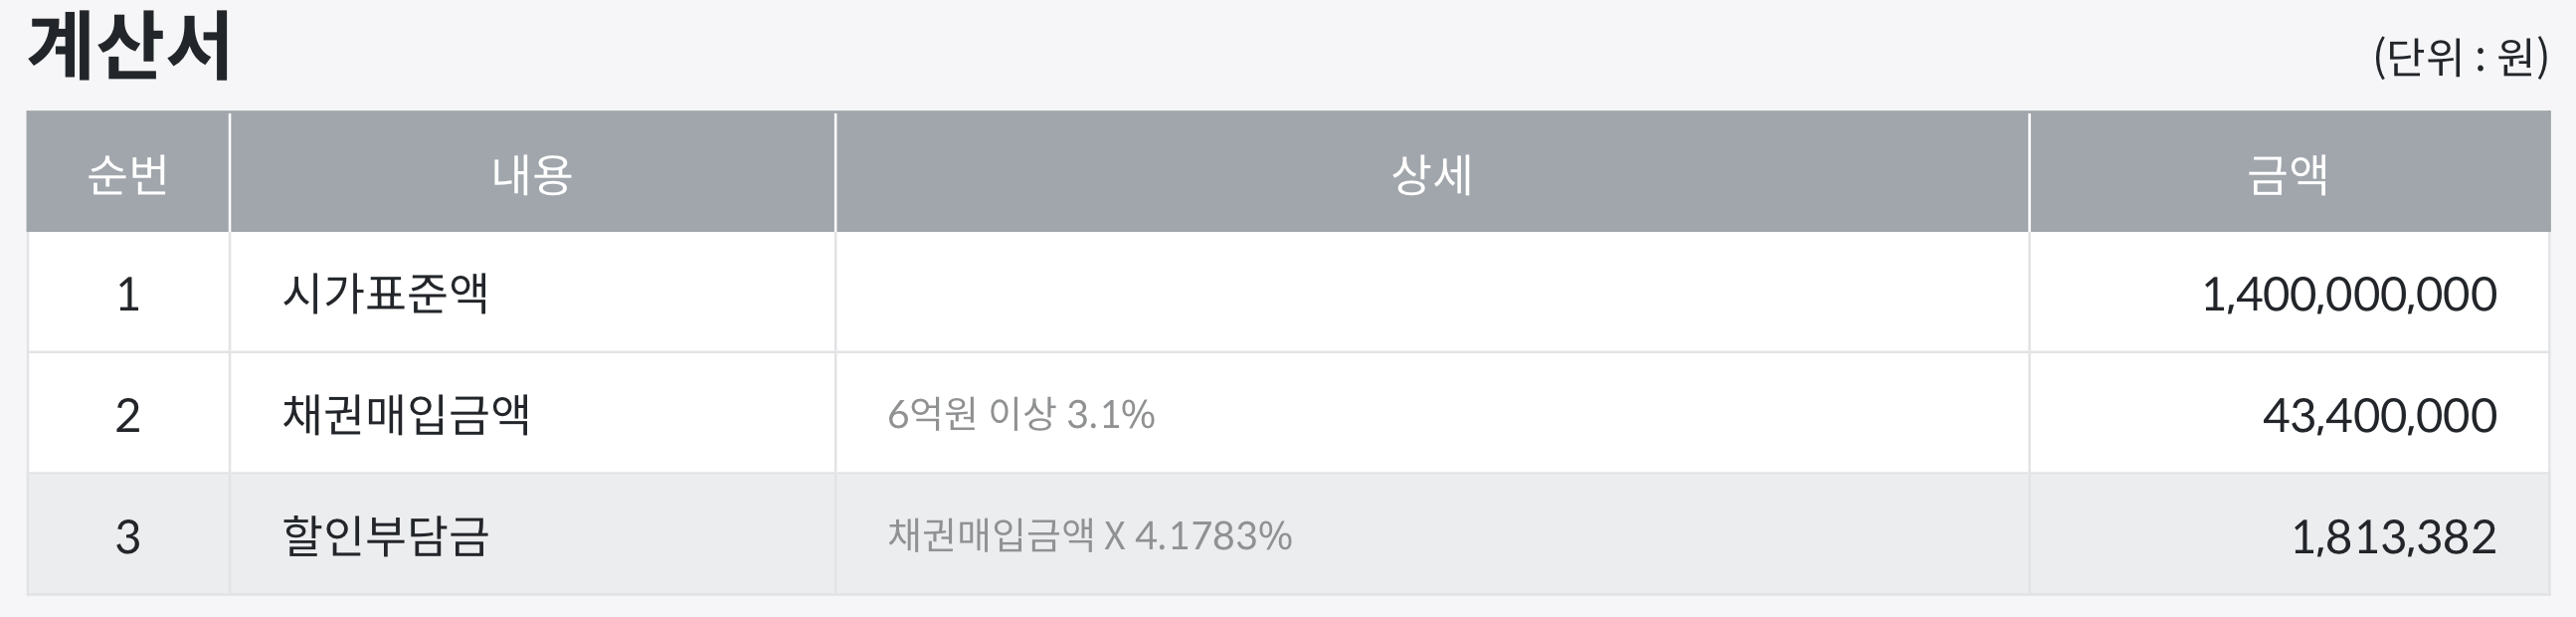 계산서
(단위 : 원)
순번 내용 상세 금액
1 시가표준액 1,400,000,000
2 채권매입금액 6억원 이상 3.1% 43,400,000
3 할인부담금 채권매입금액 X 4.1783% 1,813,382